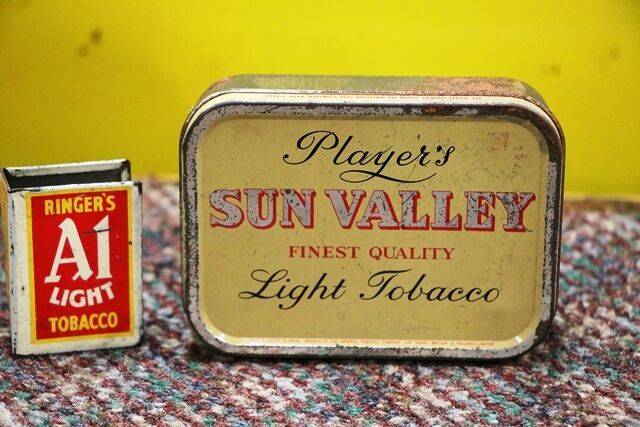 RINGER'S
A1
LIGHT
TOBACCO
Player's
SUN VALLEY
FINEST QUALITY
Light Tobacco